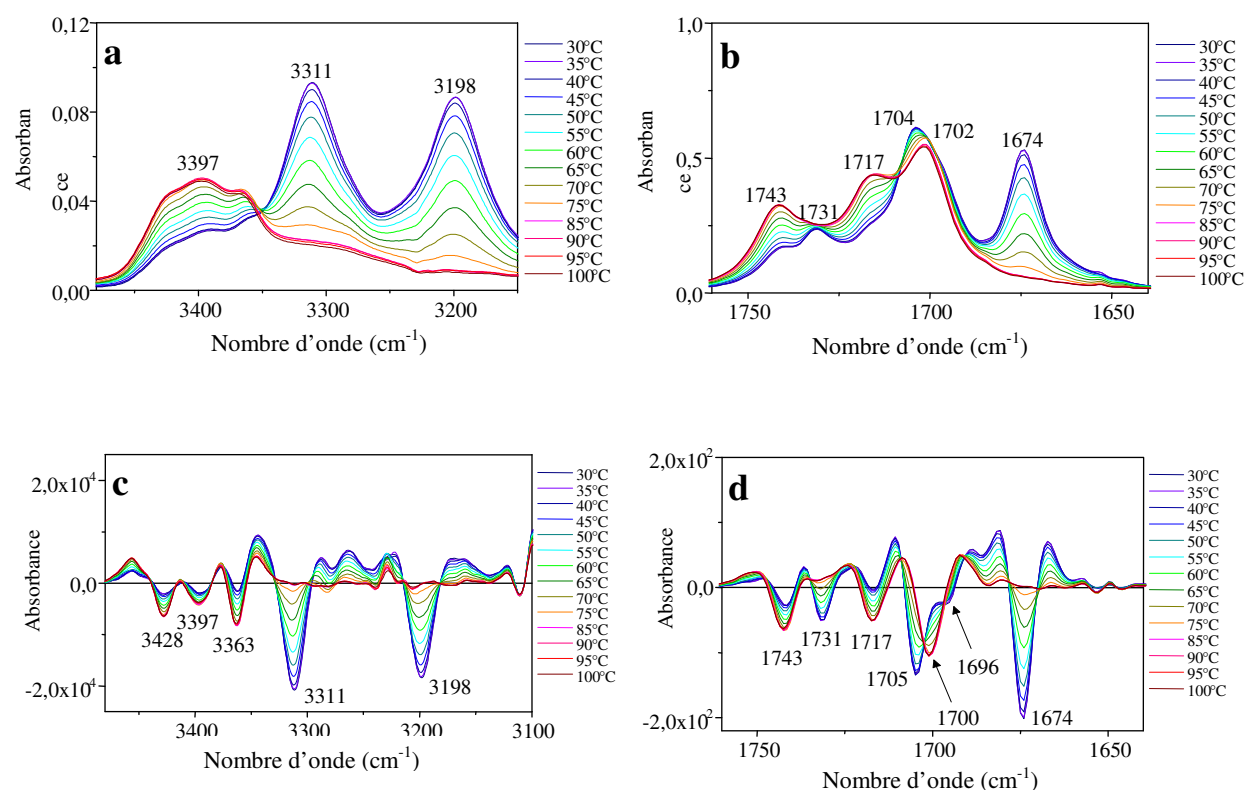 a
0,12
0,08
0,04
0,00
Absorban
ce
3397
3311
3198
3400
3300
3200
Nombre d'onde (cm-1)
30°C
35°C
40°C
45°C
50°C
55°C
60°C
65°C
70°C
75°C
85°C
90°C
95°C
100°C
b
1,0
0,5
0,0
Absorban
ce
1743
1731
1717
1704
1702
1674
1750
1700
1650
Nombre d'onde (cm-1)
30°C
35°C
40°C
45°C
50°C
55°C
60°C
65°C
70°C
75°C
85°C
90°C
95°C
100°C
c
2,0x10⁴
0,0
-2,0x10⁴
Absorbance
3428
3397
3363
3311
3198
3400
3300
3200
3100
Nombre d'onde (cm-1)
30°C
35°C
40°C
45°C
50°C
55°C
60°C
65°C
70°C
75°C
85°C
90°C
95°C
100°C
d
2,0x10²
0,0
-2,0x10²
Absorbance
1743
1731
1717
1705
1700
1696
1674
1750
1700
1650
Nombre d'onde (cm-1)
30°C
35°C
40°C
45°C
50°C
55°C
60°C
65°C
70°C
75°C
85°C
90°C
95°C
100°C